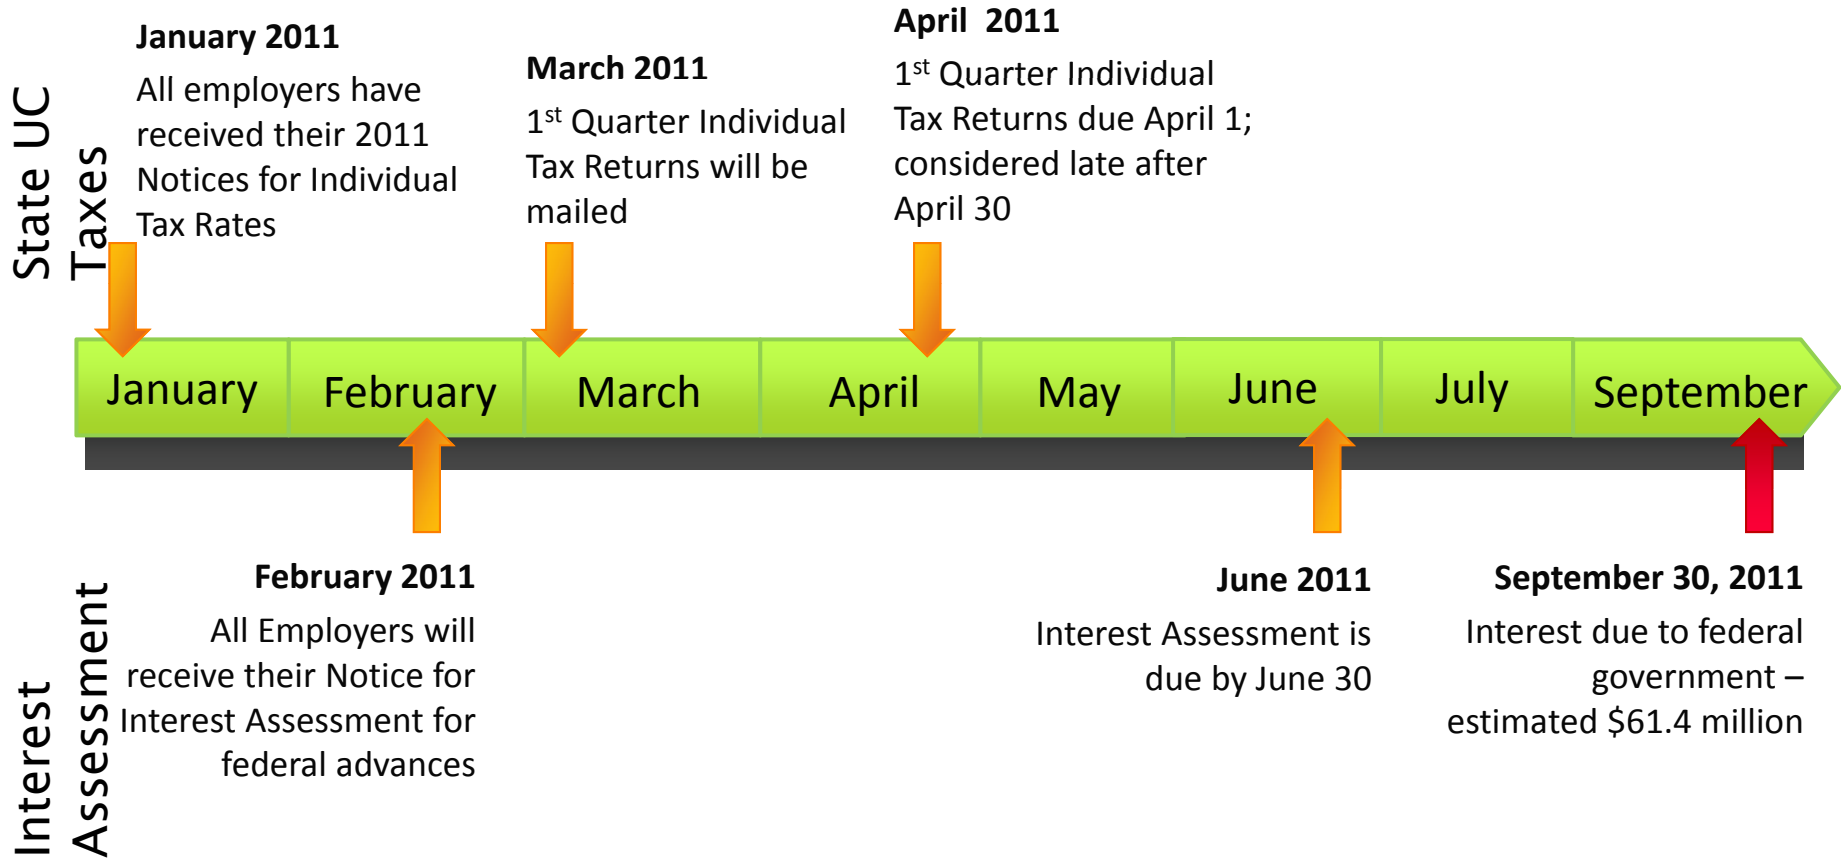 State UC
Taxes
January 2011
All employers have
received their 2011
Notices for Individual
Tax Rates
March 2011
1st Quarter Individual
Tax Returns will be
mailed
April 2011
1st Quarter Individual
Tax Returns due April 1;
considered late after
April 30
January
February
March
April
May
June
July
September
Interest
Assessment
February 2011
All Employers will
receive their Notice for
Interest Assessment for
federal advances
June 2011
Interest Assessment is
due by June 30
September 30, 2011
Interest due to federal
government –
estimated $61.4 million